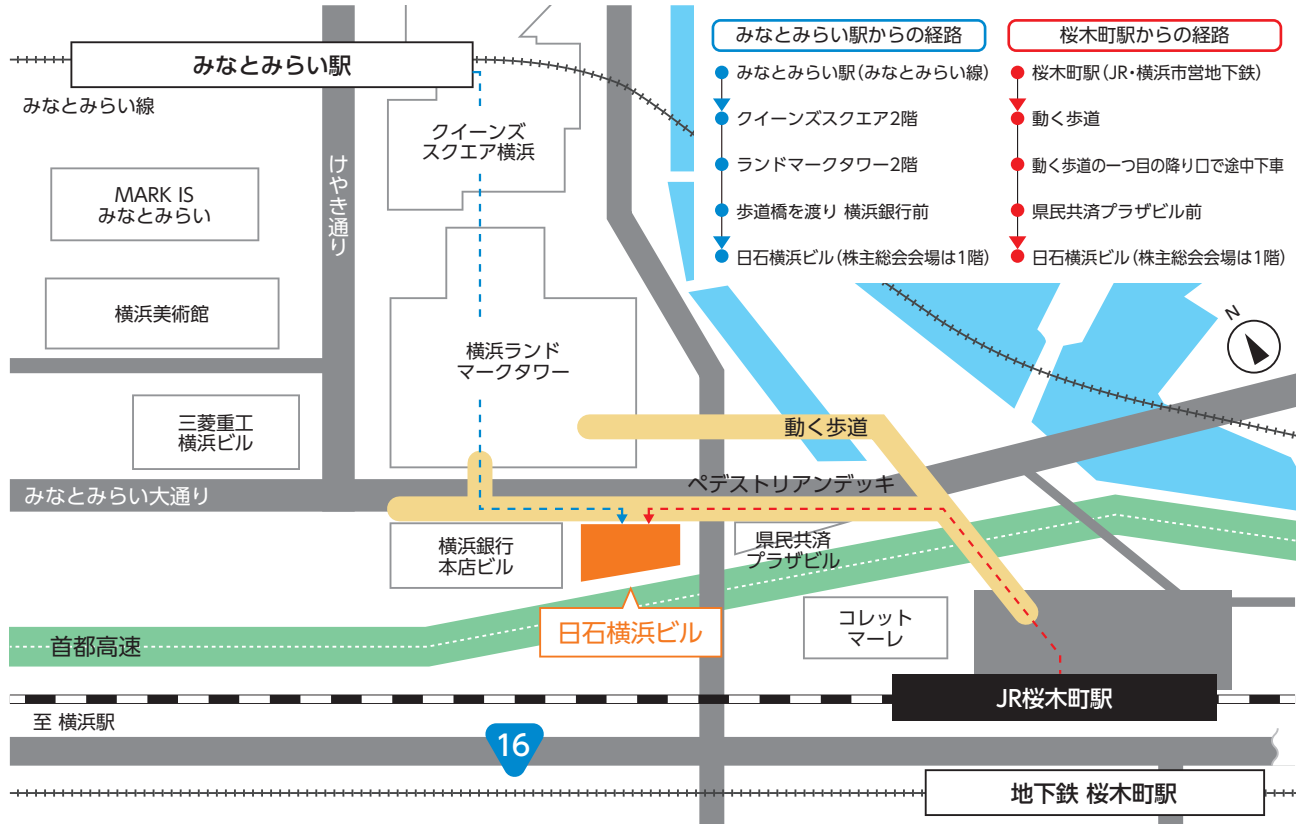 みなとみらい駅
みなとみらい線
クイーンズ
スクエア横浜
けやき通り
MARK IS
みなとみらい
横浜美術館
横浜ランド
マークタワー
三菱重工
横浜ビル
みなとみらい大通り
動く歩道
ペデストリアンデッキ
横浜銀行
本店ビル
県民共済
プラザビル
日石横浜ビル
コレット
マーレ
首都高速
JR桜木町駅
至 横浜駅
16
地下鉄 桜木町駅
N
みなとみらい駅からの経路
みなとみらい駅(みなとみらい線)
クイーンズスクエア2階
ランドマークタワー2階
歩道橋を渡り 横浜銀行前
日石横浜ビル(株主総会会場は1階)
桜木町駅からの経路
桜木町駅(JR・横浜市営地下鉄)
動く歩道
動く歩道の一つ目の降り口で途中下車
県民共済プラザビル前
日石横浜ビル(株主総会会場は1階)